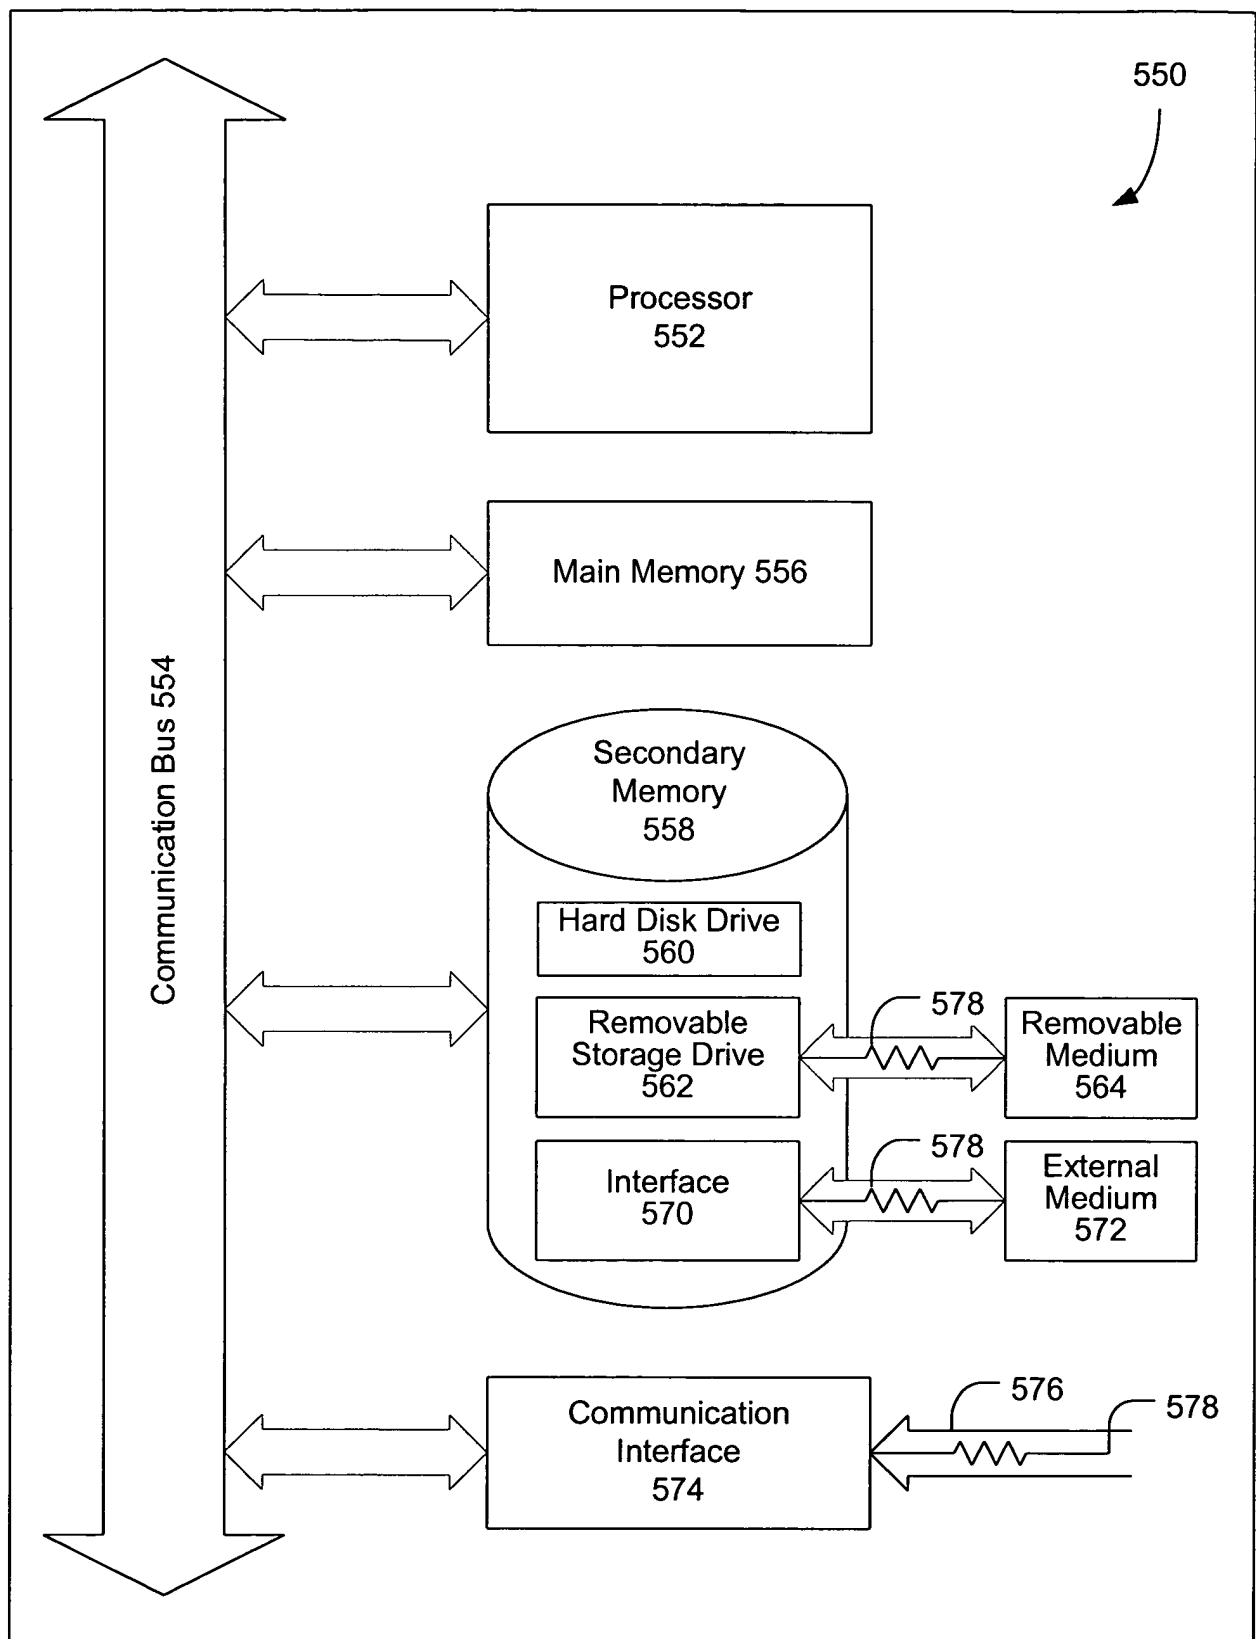 550
Processor
552
Main Memory 556
Communication Bus 554
Secondary
Memory
558
Hard Disk Drive
560
Removable
Storage Drive
562
578
Removable
Medium
564
Interface
570
578
External
Medium
572
Communication
Interface
574
576
578